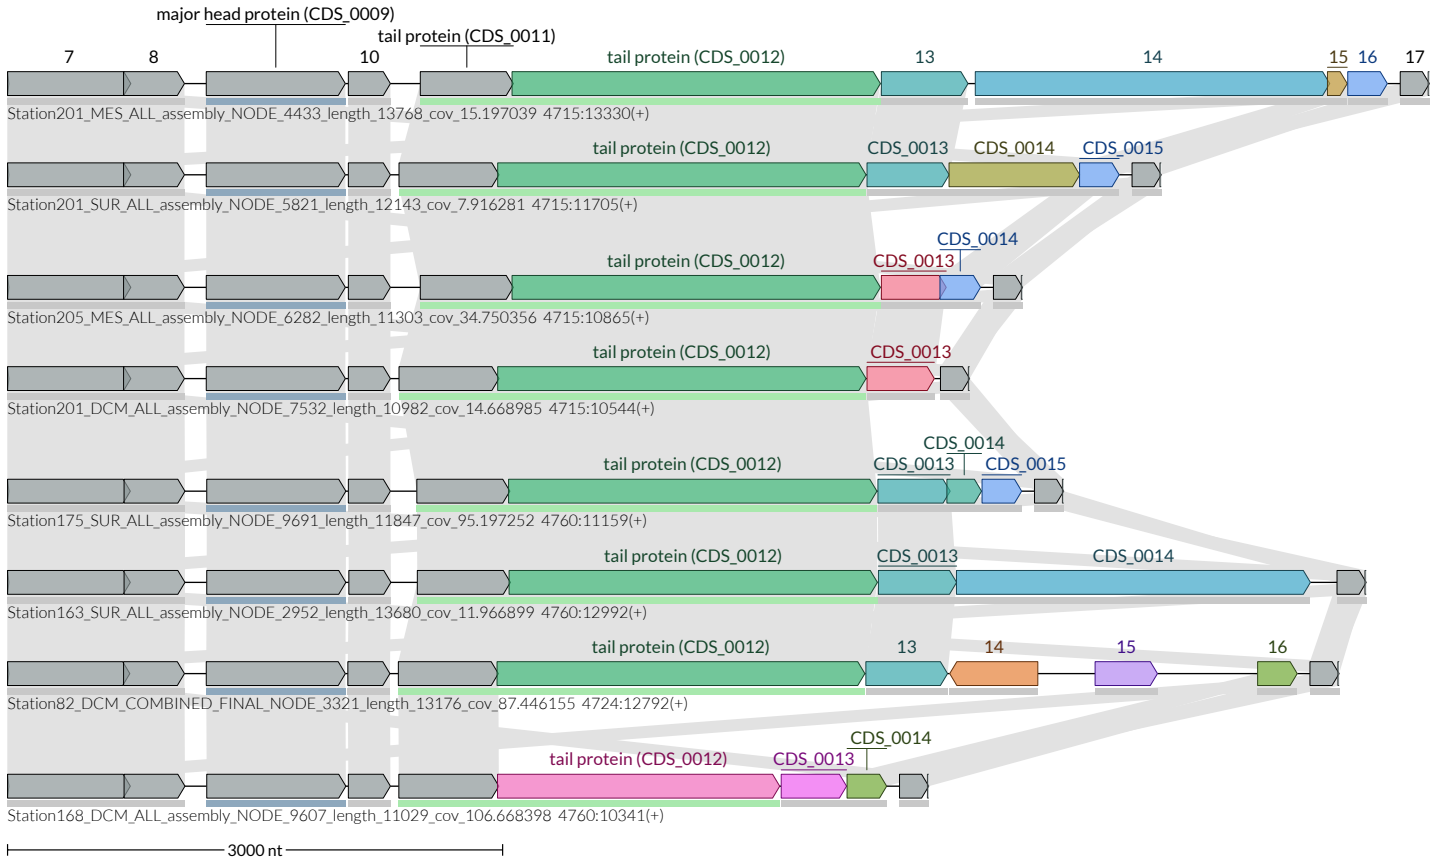 major head protein (CDS_0009)
tail protein (CDS_0011)
7 8 10 tail protein (CDS_0012) 13 14 15 16 17
Station201_MES_ALL_assembly_NODE_4433_length_13768_cov_15.197039 4715:13330(+)
tail protein (CDS_0012) CDS_0013 CDS_0014 CDS_0015
Station201_SUR_ALL_assembly_NODE_5821_length_12143_cov_7.916281 4715:11705(+)
CDS_0014
tail protein (CDS_0012) CDS_0013
Station205_MES_ALL_assembly_NODE_6282_length_11303_cov_34.750356 4715:10865(+)
tail protein (CDS_0012) CDS_0013
Station201_DCM_ALL_assembly_NODE_7532_length_10982_cov_14.668985 4715:10544(+)
CDS_0014
tail protein (CDS_0012) CDS_0013 CDS_0015
Station175_SUR_ALL_assembly_NODE_9691_length_11847_cov_95.197252 4760:11159(+)
tail protein (CDS_0012) CDS_0013 CDS_0014
Station163_SUR_ALL_assembly_NODE_2952_length_13680_cov_11.966899 4760:12992(+)
tail protein (CDS_0012) 13 14 15 16
Station82_DCM_COMBINED_FINAL_NODE_3321_length_13176_cov_87.446155 4724:12792(+)
CDS_0014
tail protein (CDS_0012) CDS_0013
Station168_DCM_ALL_assembly_NODE_9607_length_11029_cov_106.668398 4760:10341(+)
3000 nt